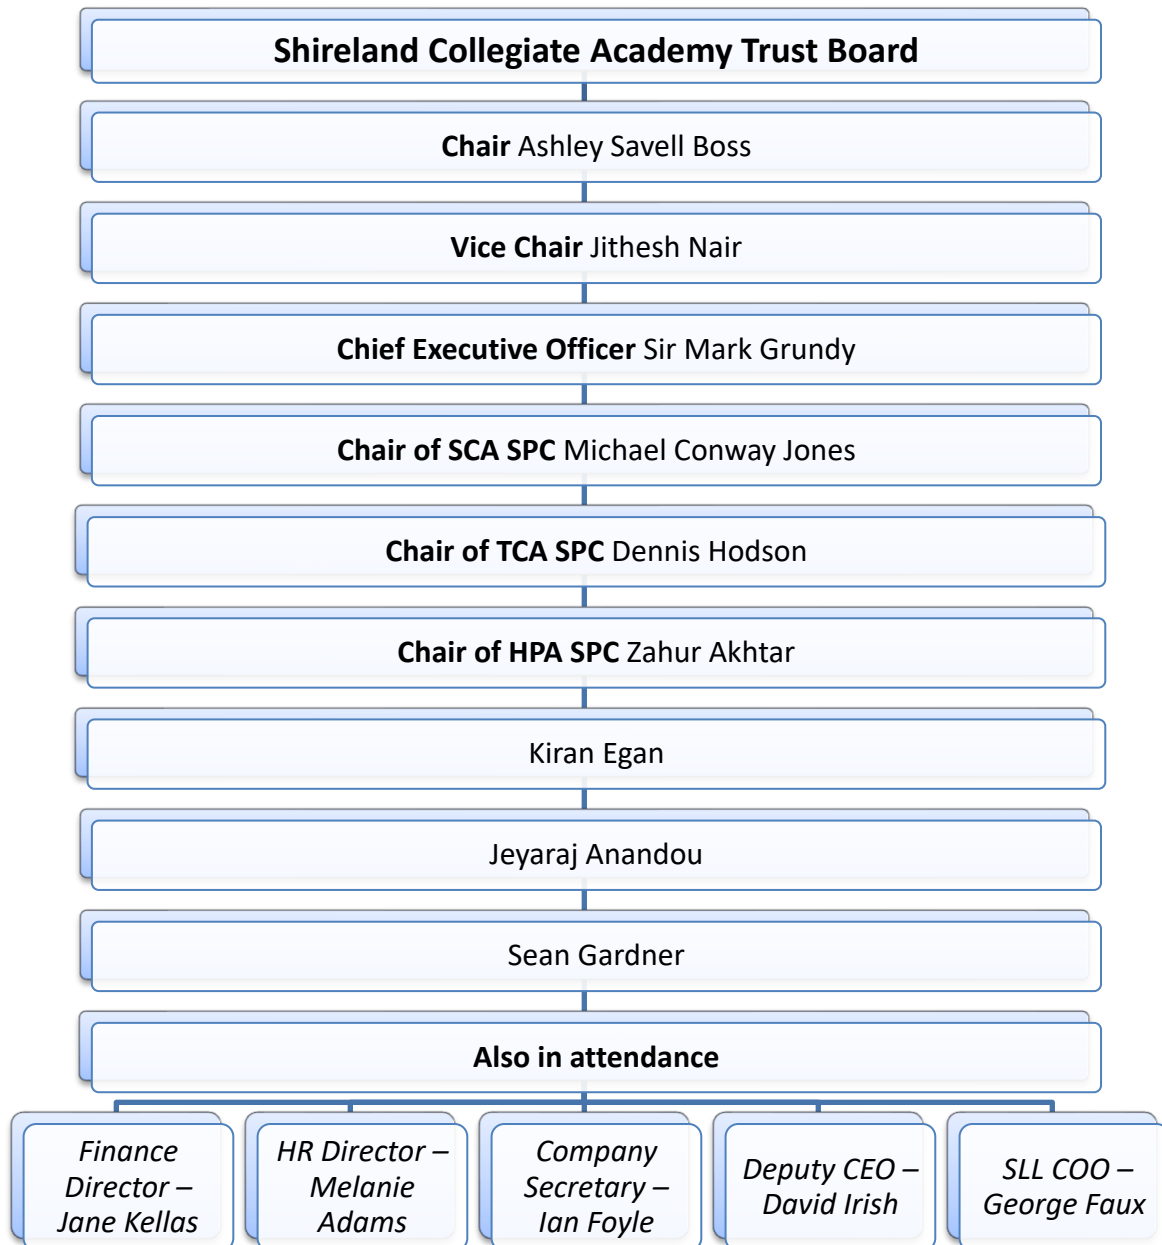 Shireland Collegiate Academy Trust Board
Chair Ashley Savell Boss
Vice Chair Jithesh Nair
Chief Executive Officer Sir Mark Grundy
Chair of SCA SPC Michael Conway Jones
Chair of TCA SPC Dennis Hodson
Chair of HPA SPC Zahur Akhtar
Kiran Egan
Jeyaraj Anandou
Sean Gardner
Also in attendance
Finance
Director –
Jane Kellas
HR Director –
Melanie
Adams
Company
Secretary –
Ian Foyle
Deputy CEO –
David Irish
SLL COO –
George Faux